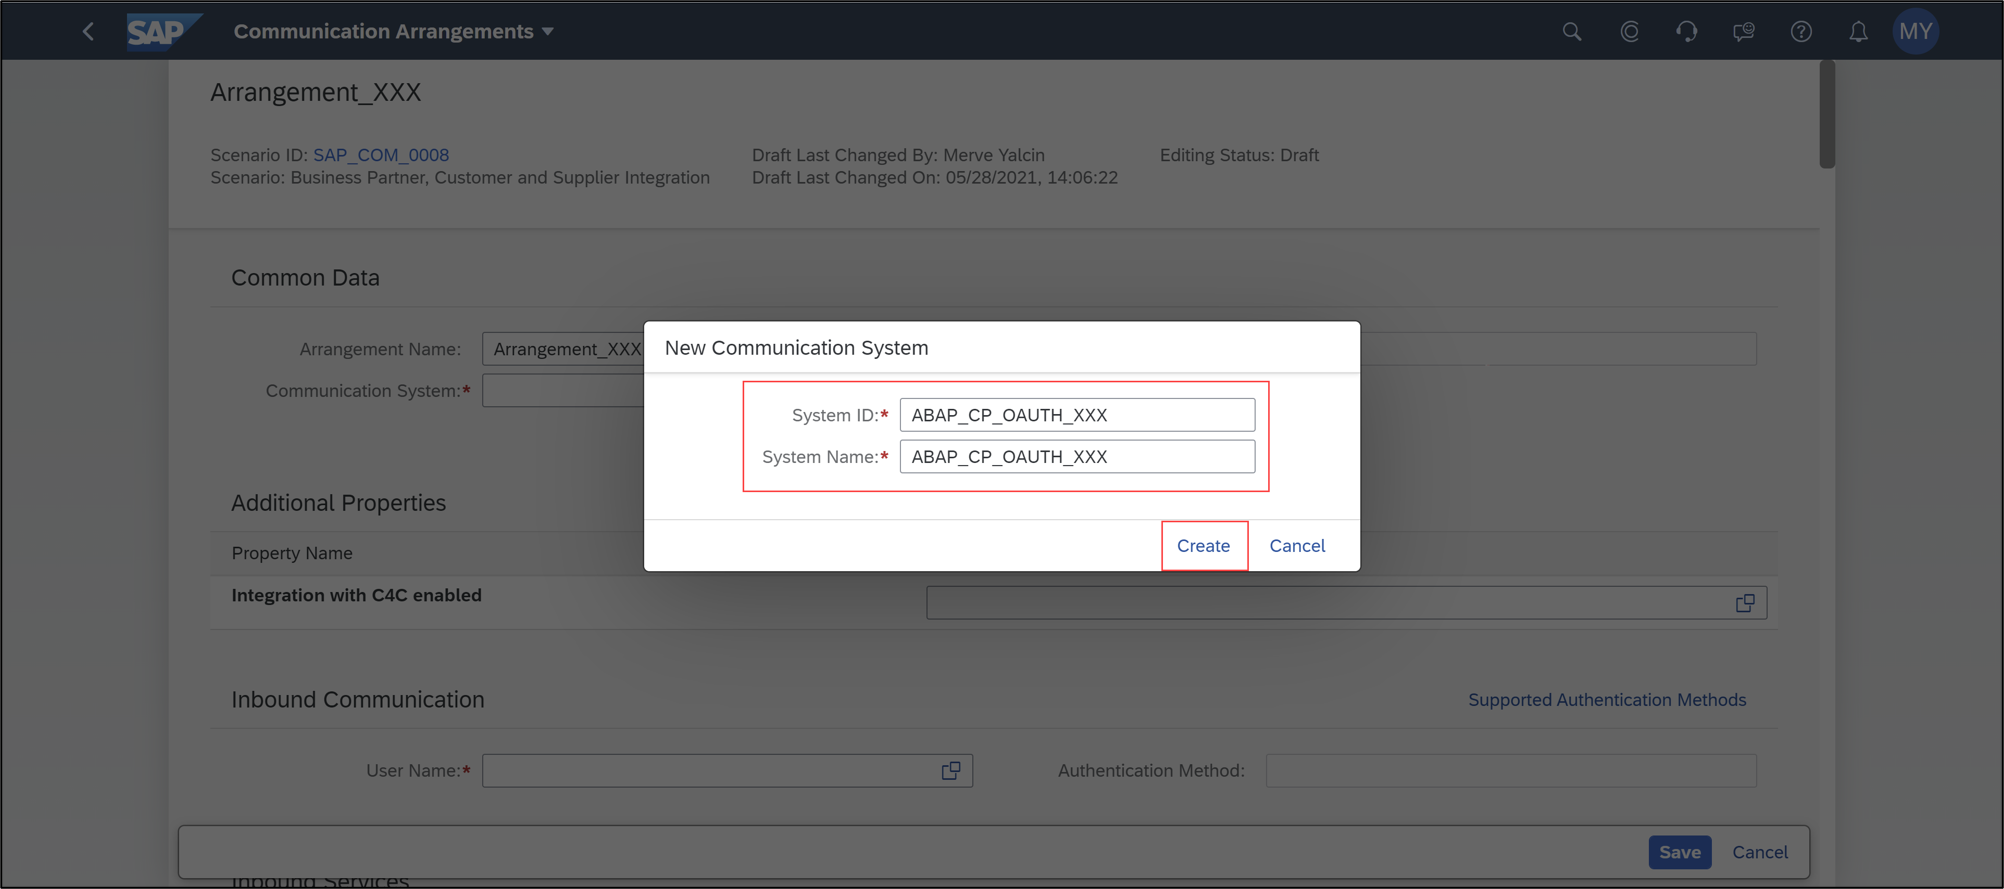 SAP Communication Arrangements MY
Arrangement_XXX
Scenario ID: SAP_COM_0008 Draft Last Changed By: Merve Yalcin Editing Status: Draft
Scenario: Business Partner, Customer and Supplier Integration Draft Last Changed On: 05/28/2021, 14:06:22
Common Data
Arrangement Name: Arrangement_XXX
Communication System:*
New Communication System
System ID:* ABAP_CP_OAUTH_XXX
System Name:* ABAP_CP_OAUTH_XXX
Create Cancel
Additional Properties
Property Name
Integration with C4C enabled
Inbound Communication Supported Authentication Methods
User Name:* Authentication Method:
Save Cancel
Inbound Services